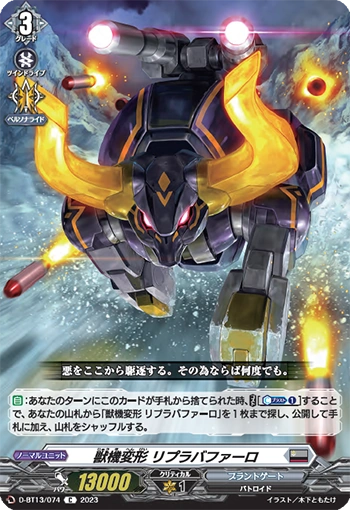 3
グレード
ツインドライブ
ペルソナライド
悪をここから駆逐する。その為ならば何度でも。
自:あなたのターンにこのカードが手札から捨てられた時、【ブラスト1】することで、あなたの山札から「獣機変形 リブラバファーロ」を1枚まで探し、公開して手札に加え、山札をシャッフルする。
ノーマルユニット
獣機変形 リブラバファーロ
パワー 13000
クリティカル
1
ブラントゲート
バトロイド
D-BT13/074 C 2023
イラスト/木下ともたけ